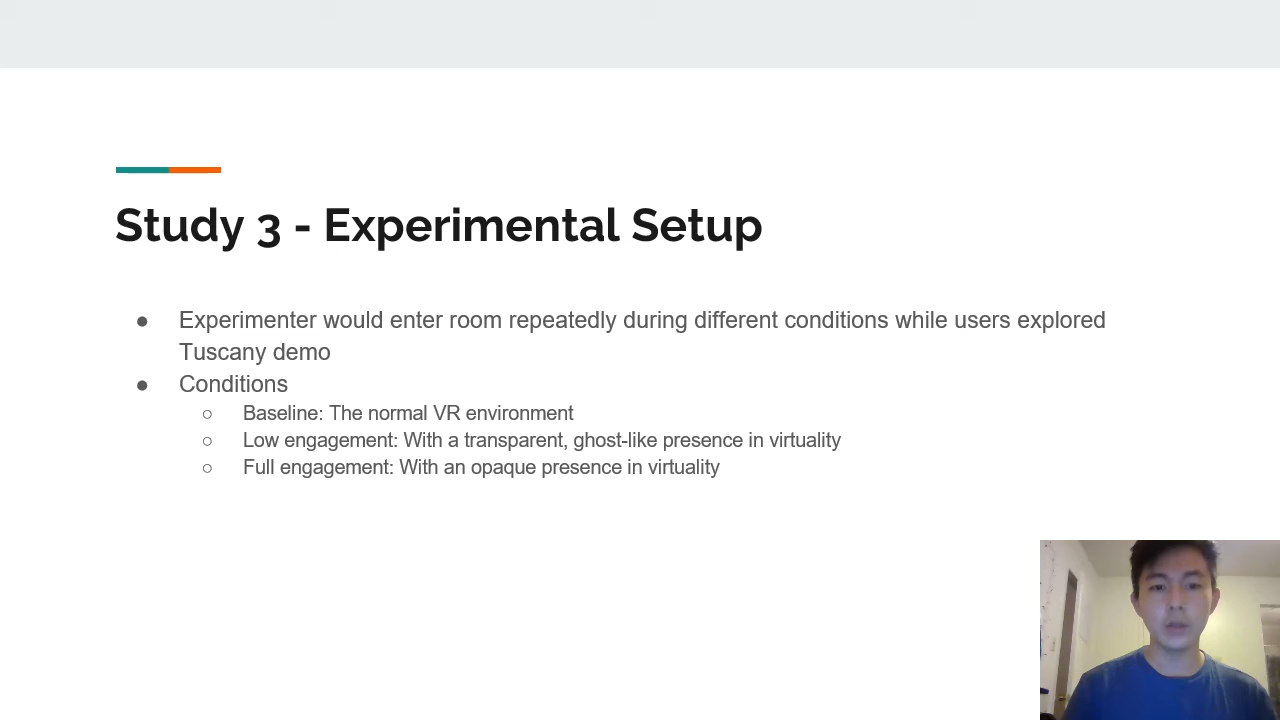 Study 3 - Experimental Setup
● Experimenter would enter room repeatedly during different conditions while users explored
Tuscany demo
● Conditions
○ Baseline: The normal VR environment
○ Low engagement: With a transparent, ghost-like presence in virtuality
○ Full engagement: With an opaque presence in virtuality